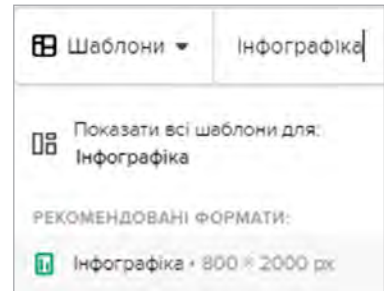 Шаблони Інфографіка
Показати всі шаблони для:
Інфографіка
РЕКОМЕНДОВАНІ ФОРМАТИ:
Інфографіка • 800 × 2000 px